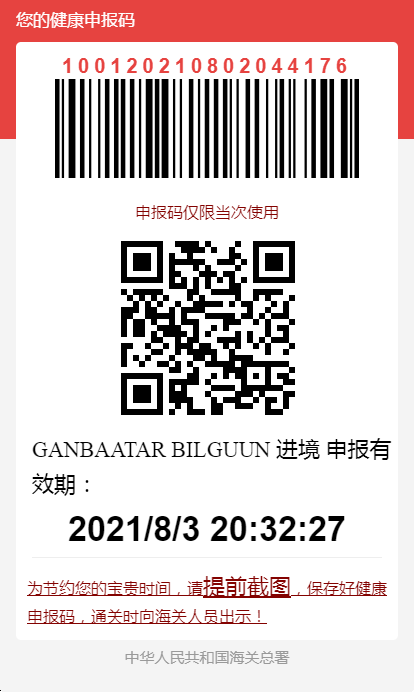 您的健康申报码
100120210802044176
申报码仅限当次使用
GANBAATAR BILGUUN 进境 申报有
效期：
2021/8/3 20:32:27
为节约您的宝贵时间，请提前截图，保存好健康
申报码，通关时向海关人员出示！
中华人民共和国海关总署